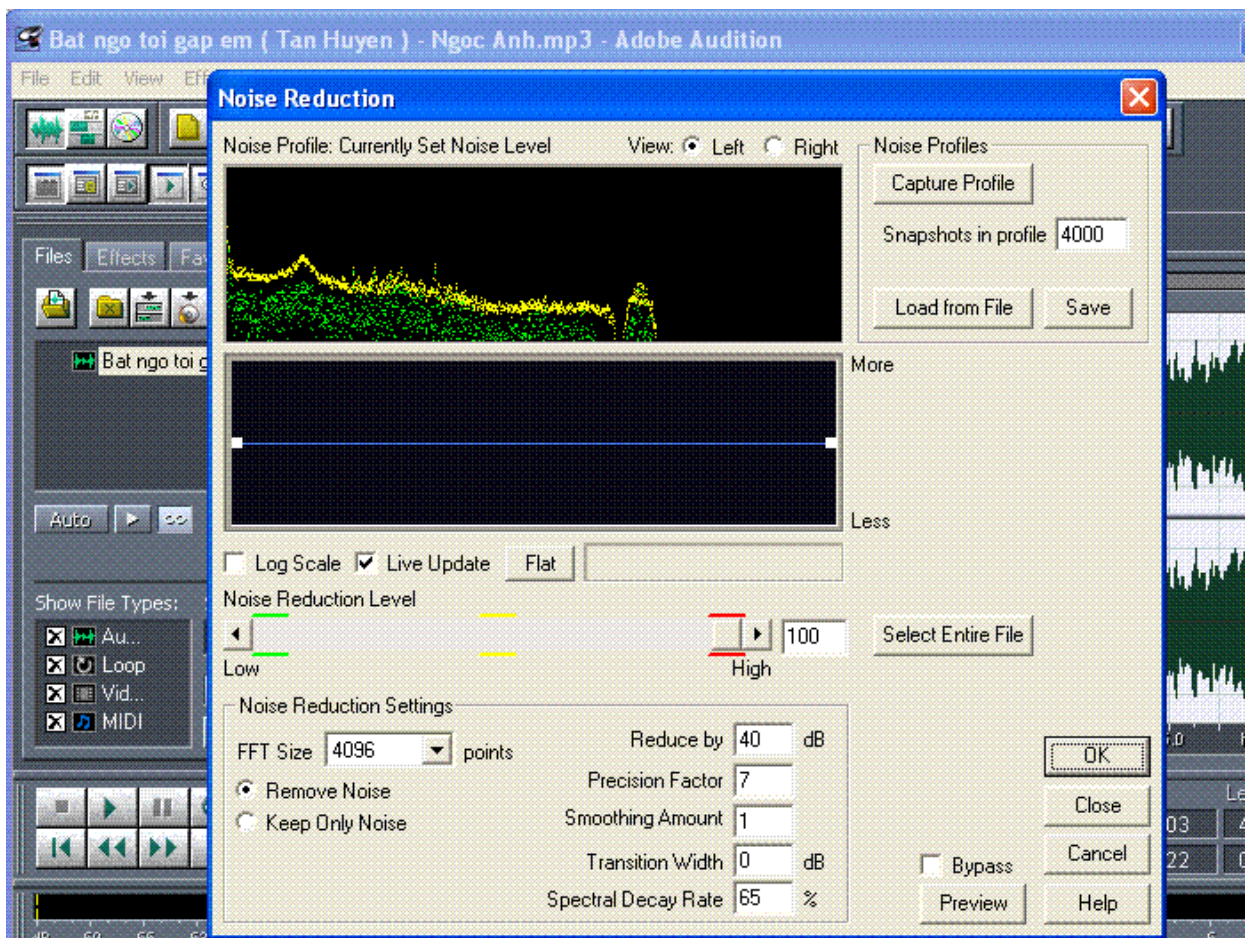 Bat ngo toi gap em ( Tan Huyen ) - Ngoc Anh.mp3 - Adobe Audition
File Edit View
Noise Reduction
Noise Profile: Currently Set Noise Level View: Left Right
Noise Profiles
Capture Profile
Snapshots in profile 4000
Load from File Save
Files Effects
Bat ngo toi
More
Less
Auto
Log Scale Live Update Flat
Noise Reduction Level
100 Select Entire File
Low High
Show File Types:
Au...
Loop
Vid...
MIDI
Noise Reduction Settings
FFT Size 4096 points
Remove Noise
Keep Only Noise
Reduce by 40 dB
Precision Factor 7
Smoothing Amount 1
Transition Width 0 dB
Spectral Decay Rate 65 %
OK
Close
Cancel
Bypass
Preview Help
03
22